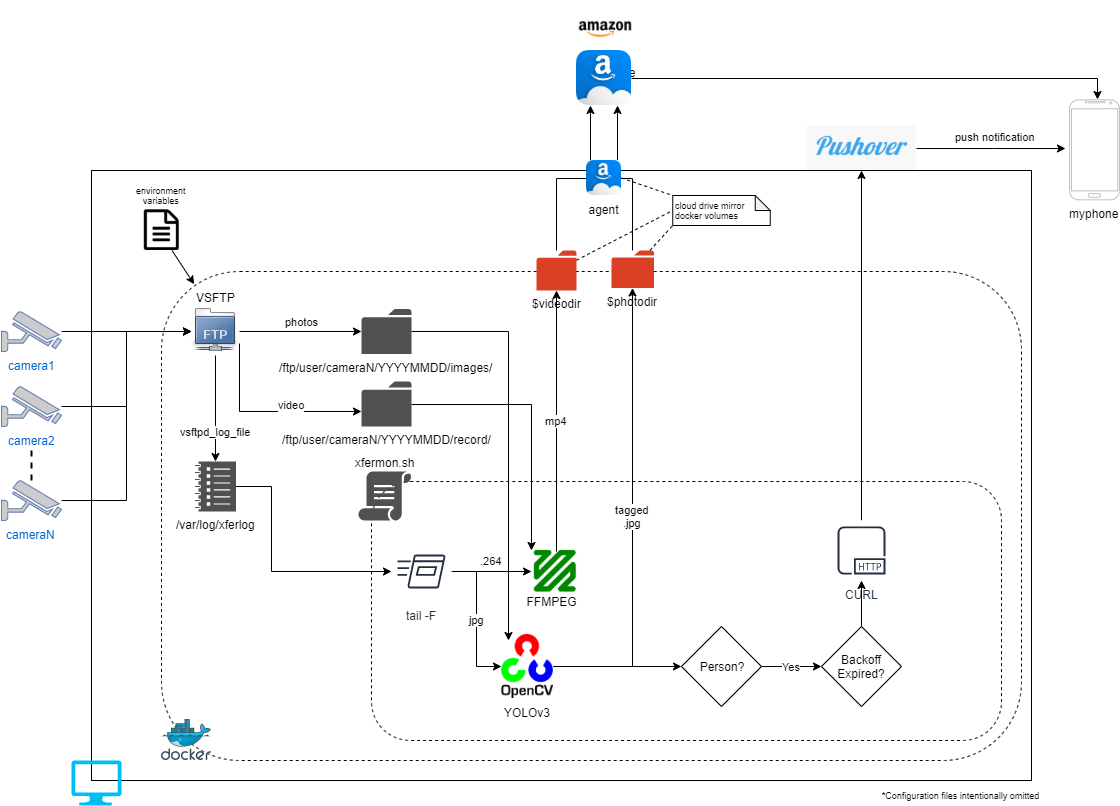 amazon
a
e
Pushover
push notification
myphone
environment
variables
a
agent
cloud drive mirror
docker volumes
VSFTP
FTP
$videodir
$photodir
photos
/ftp/user/cameraN/YYYYMMDD/images/
camera1
video
/ftp/user/cameraN/YYYYMMDD/record/
mp4
camera2
vsftpd_log_file
xfermon.sh
cameraN
/var/log/xferlog
tagged
.jpg
tail -F
.264
FFMPEG
HTTP
CURL
jpg
OpenCV
YOLOv3
Person?
Yes
Backoff
Expired?
docker
*Configuration files intentionally omitted